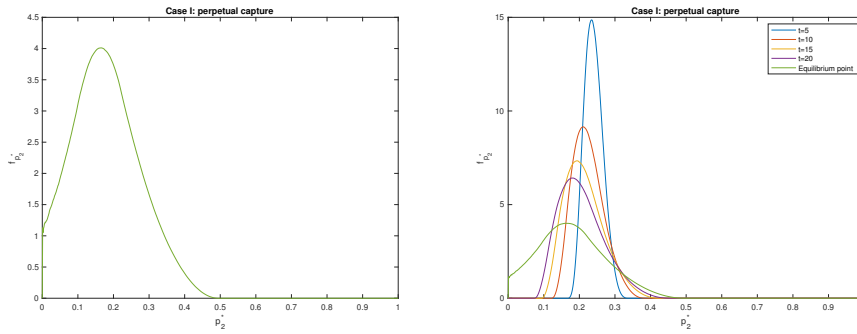 Case I: perpetual capture
4.5
4
3.5
3
2.5
2
1.5
1
0.5
0
f p2*
0 0.1 0.2 0.3 0.4 0.5 0.6 0.7 0.8 0.9 1
p2*
Case I: perpetual capture
15
10
5
0
f p2*
0 0.1 0.2 0.3 0.4 0.5 0.6 0.7 0.8 0.9
p2*
t=5
t=10
t=15
t=20
Equilibrium point